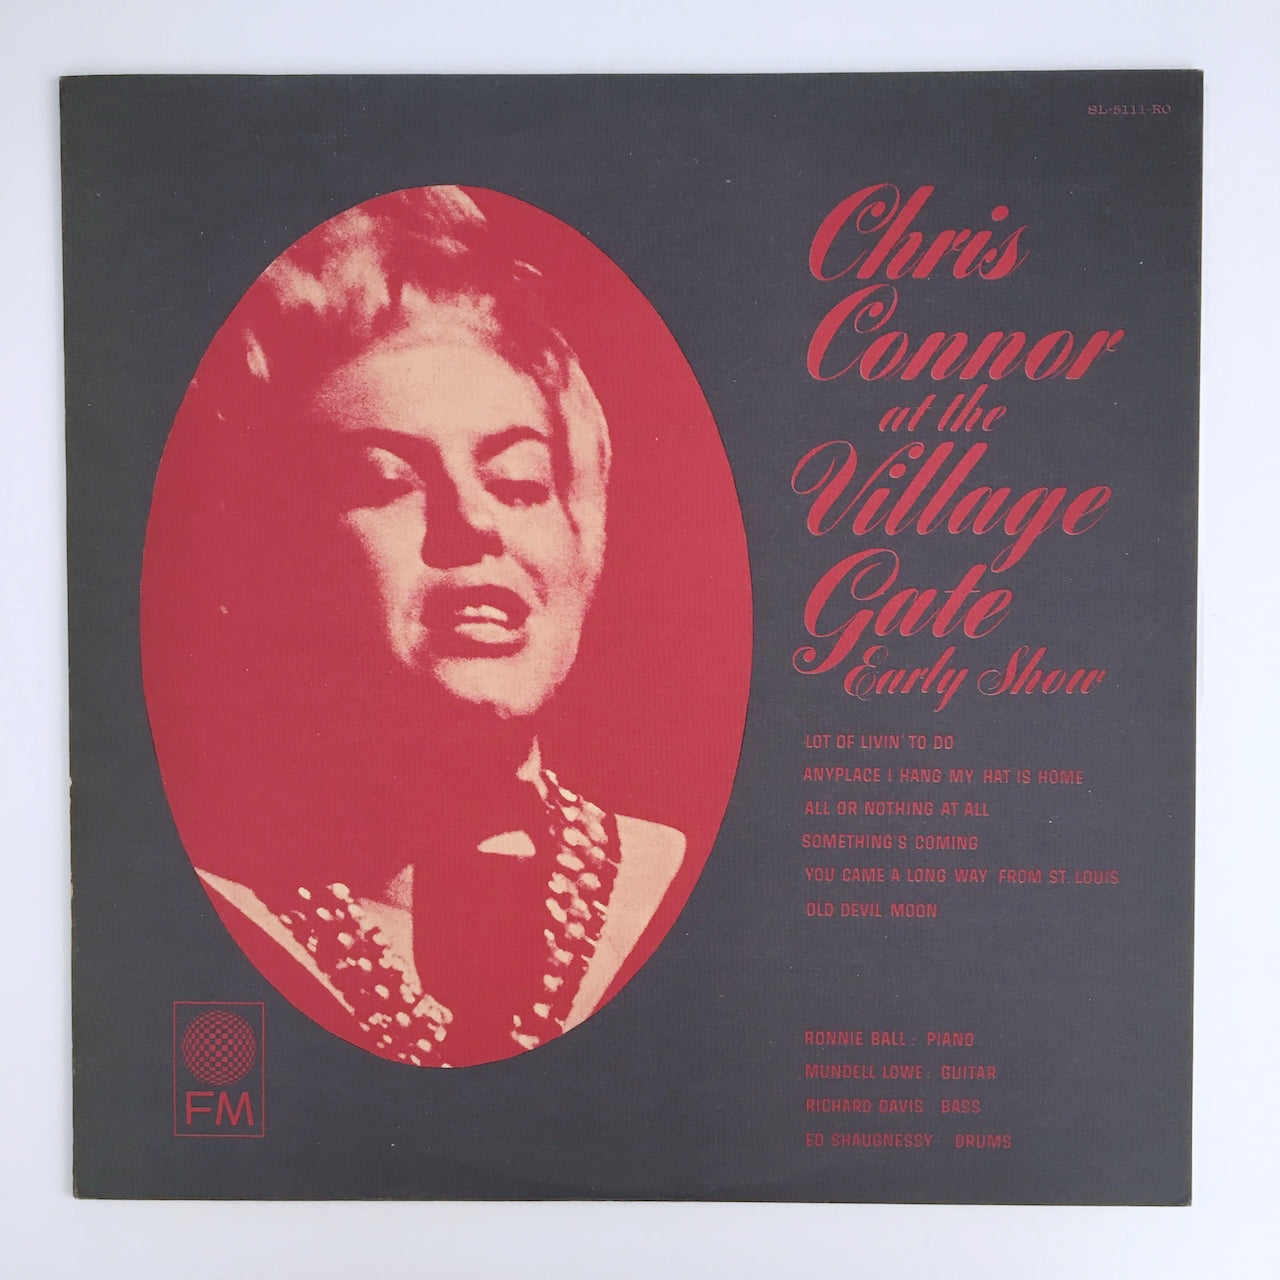 SL-5111-RO
Chris
Connor
at the
Village
Gate
Early Show
LOT OF LIVIN' TO DO
ANYPLACE I HANG MY HAT IS HOME
ALL OR NOTHING AT ALL
SOMETHING'S COMING
YOU CAME A LONG WAY FROM ST. LOUIS
OLD DEVIL MOON
RONNIE BALL: PIANO
MUNDELL LOWE: GUITAR
RICHARD DAVIS: BASS
ED SHAUGNESSY: DRUMS
FM